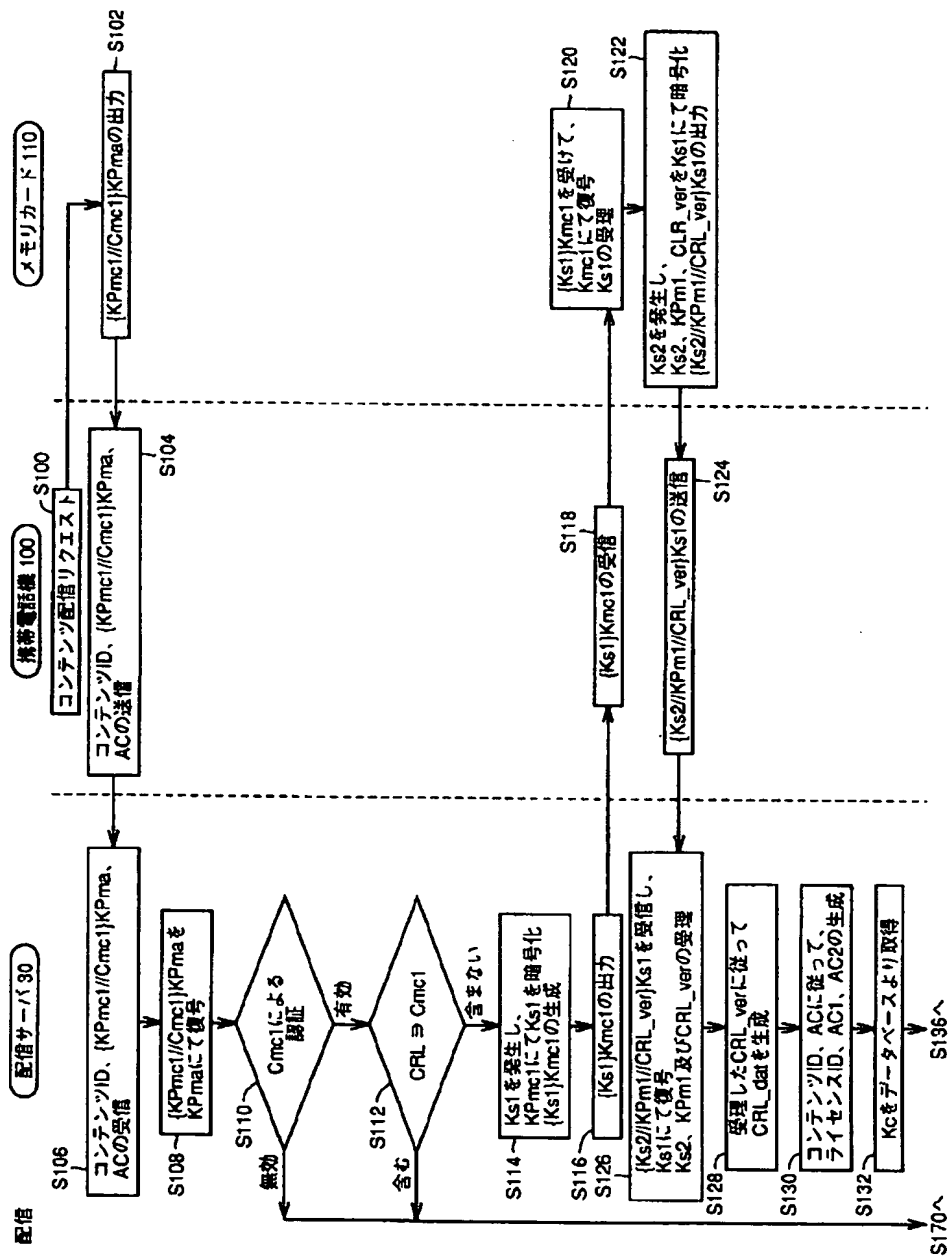 配信
配信サーバ 30
携帯電話機 100
メモリカード 110
S100
コンテンツ配信リクエスト
S102
{KPmc1//Cmc1}KPmaの出力
S104
コンテンツID、{KPmc1//Cmc1}KPma、
ACの送信
S106
コンテンツID、{KPmc1//Cmc1}KPma、
ACの受信
S108
{KPmc1//Cmc1}KPmaを
KPmaにて復号
S110
Cmc1による
認証
無効
有効
S112
CRL ∋ Cmc1
含む
含まない
S114
Ks1を発生し、
KPmc1にてKs1を暗号化
{Ks1}Kmc1の生成
S116
{Ks1}Kmc1の出力
S118
{Ks1}Kmc1の受信
S120
{Ks1}Kmc1を受けて、
Kmc1にて復号
Ks1の受理
S122
Ks2を発生し、
Ks2、KPm1、CLR_verをKs1にて暗号化
{Ks2//KPm1//CRL_ver}Ks1の出力
S124
{Ks2//KPm1//CRL_ver}Ks1の送信
S126
{Ks2//KPm1//CRL_ver}Ks1を受信し、
Ks1にて復号
Ks2、KPm1及びCRL_verの受理
S128
受理したCRL_verに従って
CRL_datを生成
S130
コンテンツID、ACに従って、
ライセンスID、AC1、AC2の生成
S132
Kcをデータベースより取得
S170へ
S136へ